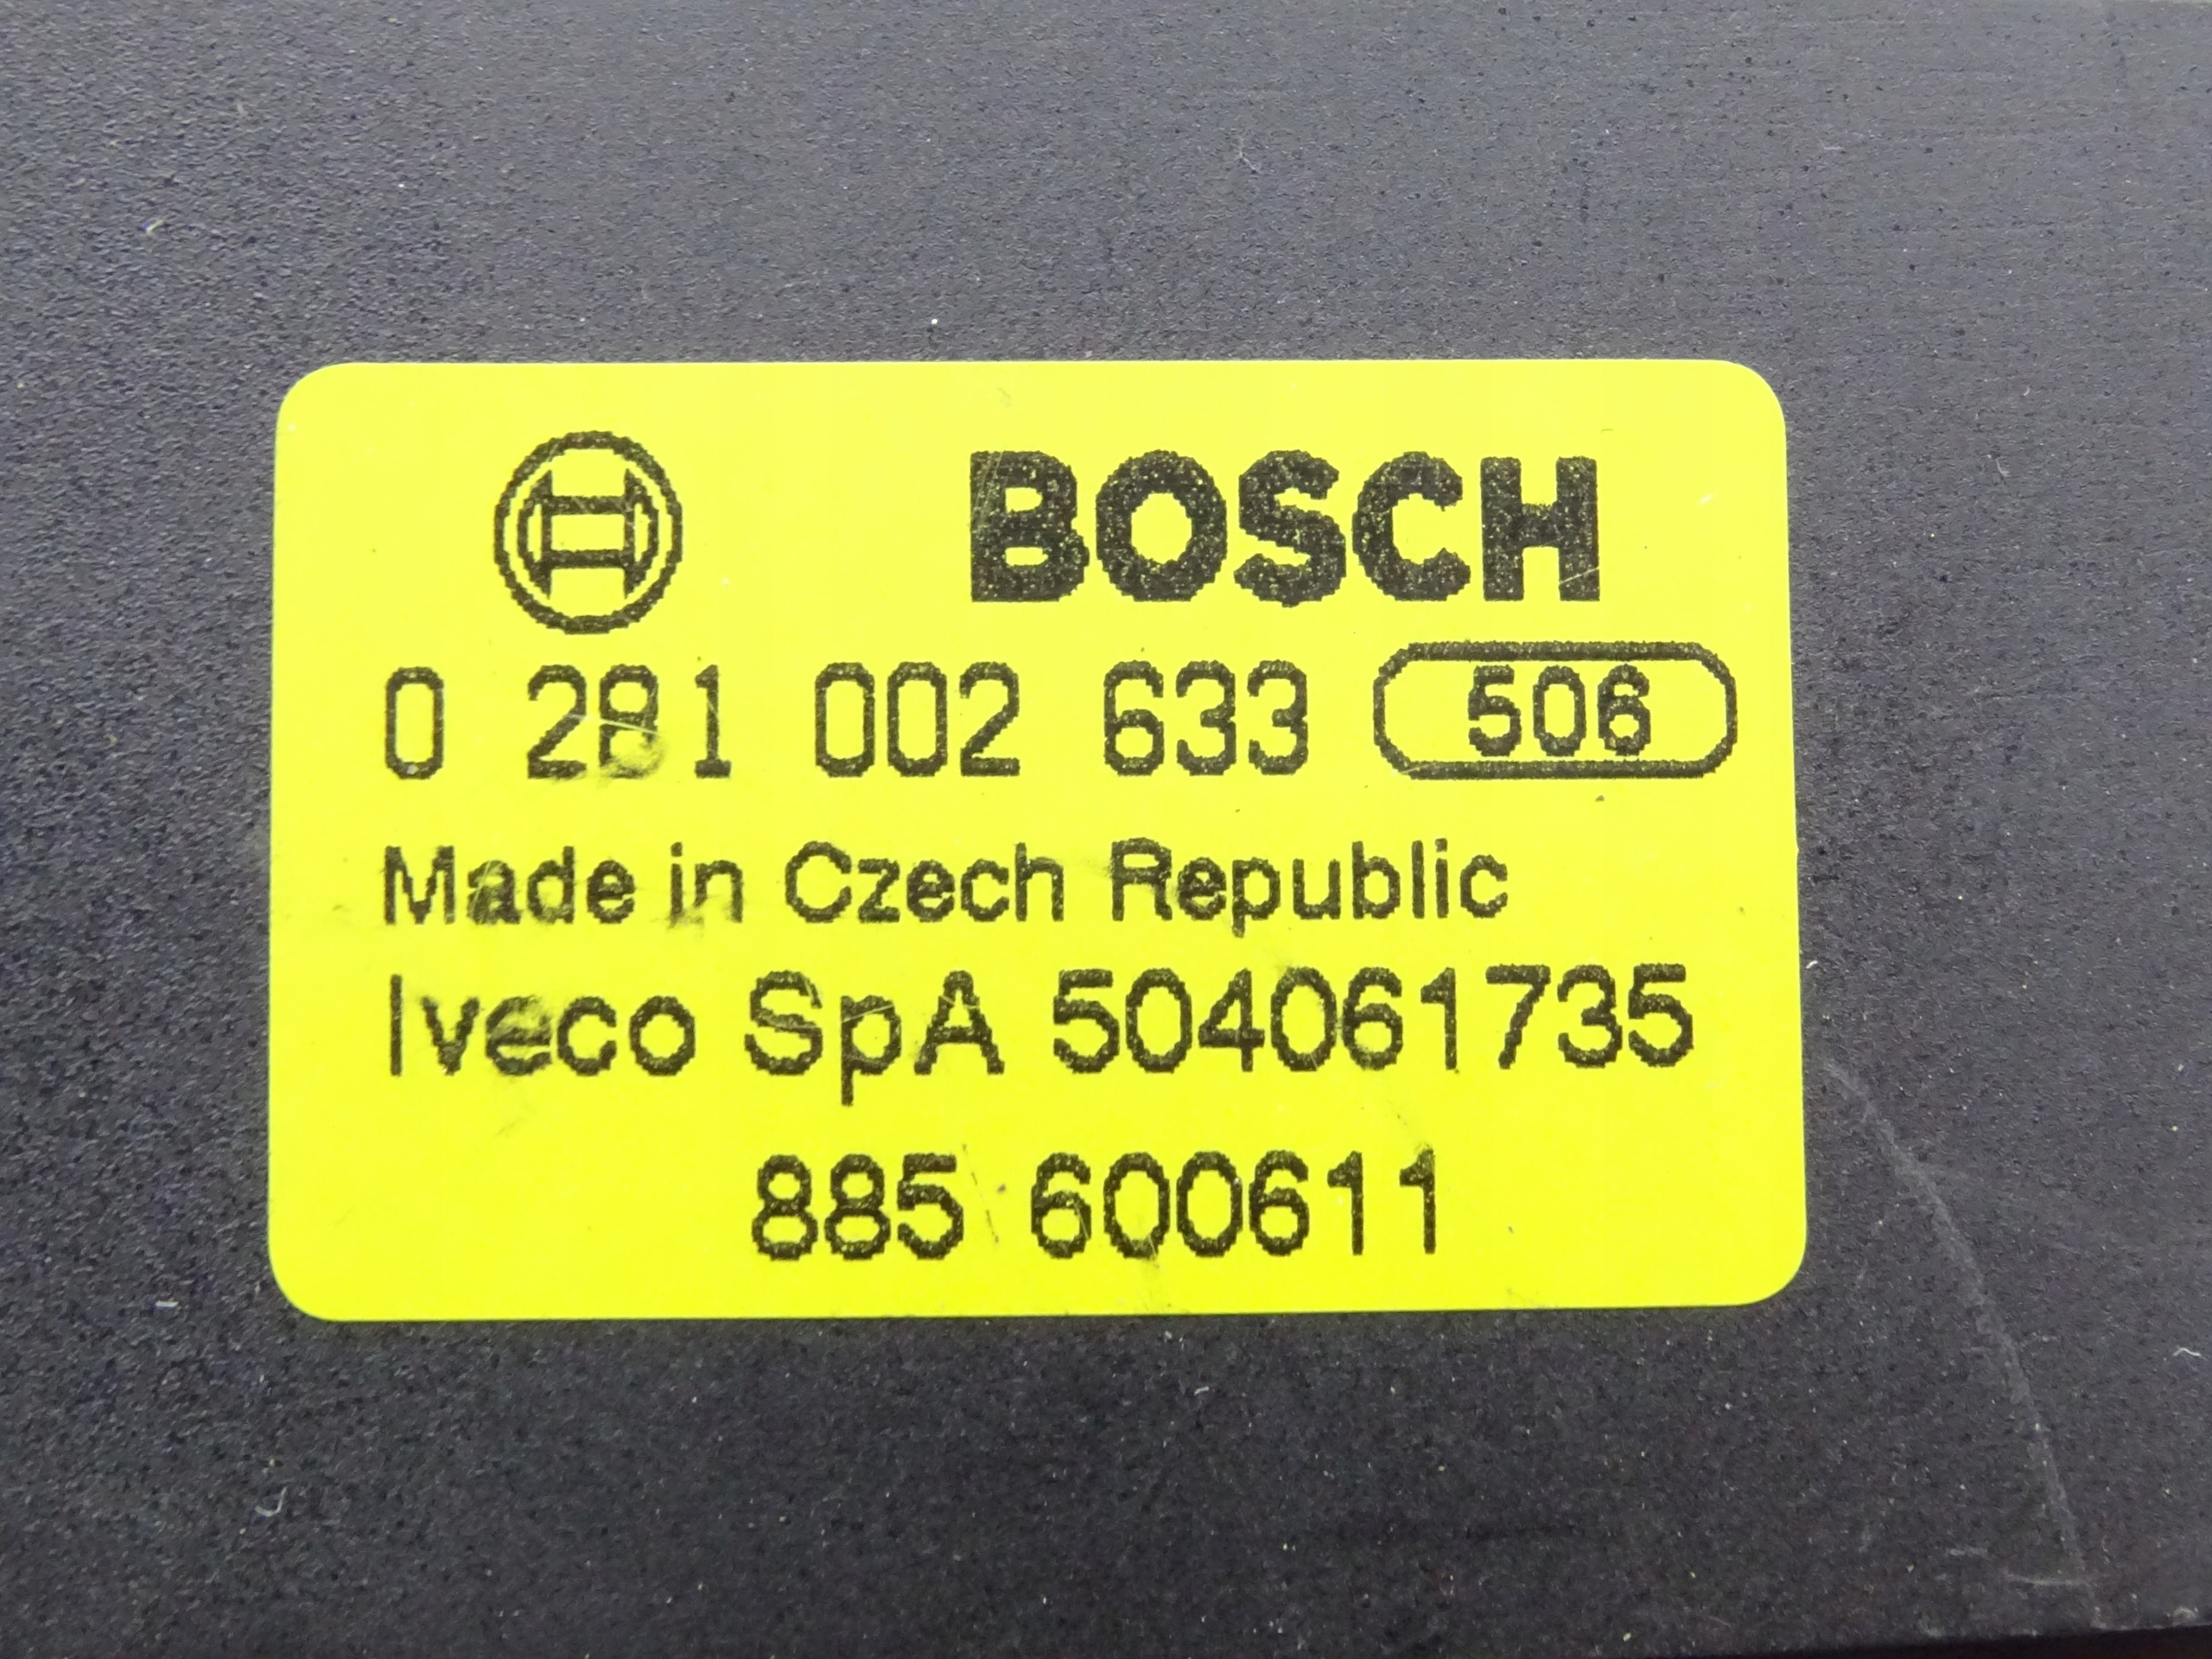 BOSCH
0 281 002 633 506
Made in Czech Republic
Iveco SpA 504061735
885 600611